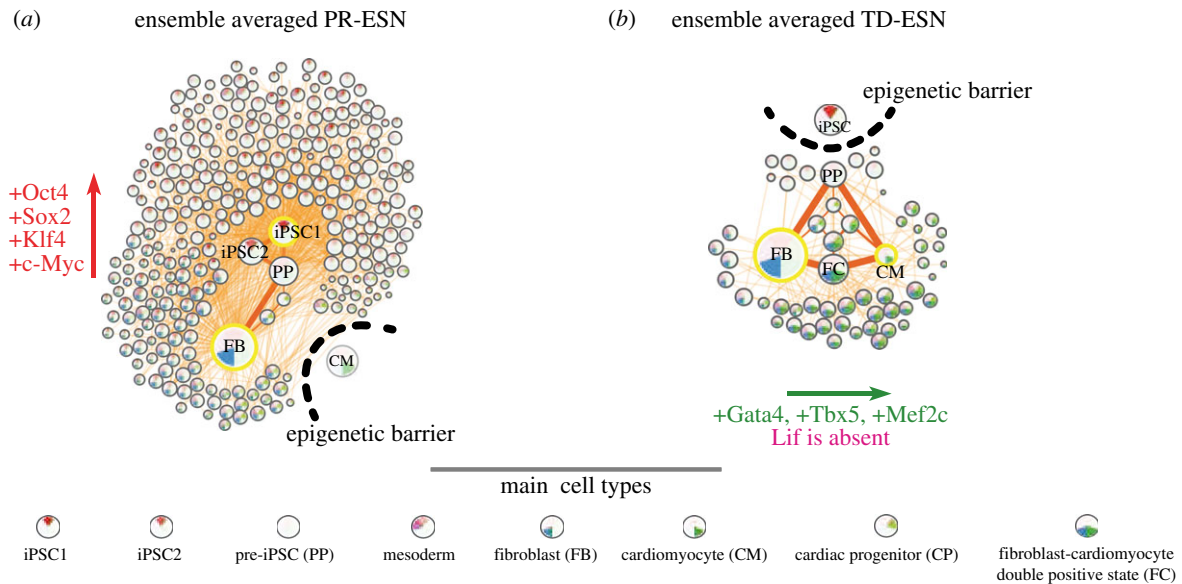 (a) ensemble averaged PR-ESN
+Oct4
+Sox2
+Klf4
+c-Myc
iPSC1
iPSC2
PP
FB
CM
epigenetic barrier
(b) ensemble averaged TD-ESN
epigenetic barrier
iPSC
PP
FB
FC
CM
+Gata4, +Tbx5, +Mef2c
Lif is absent
main cell types
iPSC1
iPSC2
pre-iPSC (PP)
mesoderm
fibroblast (FB)
cardiomyocyte (CM)
cardiac progenitor (CP)
fibroblast-cardiomyocyte
double positive state (FC)